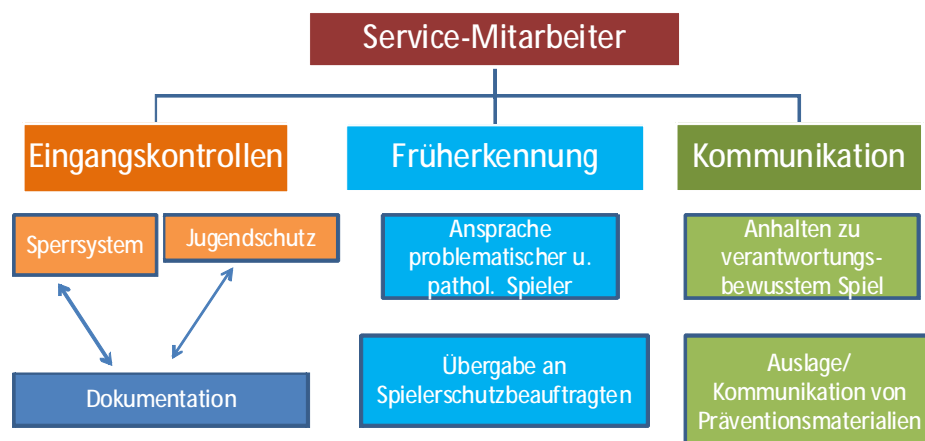 Service-Mitarbeiter
Eingangskontrollen
Früherkennung
Kommunikation
Sperrsystem
Jugendschutz
Ansprache
problematischer u.
pathol. Spieler
Anhalten zu
verantwortungs-
bewusstem Spiel
Dokumentation
Übergabe an
Spielerschutzbeauftragten
Auslage/
Kommunikation von
Präventionsmaterialien